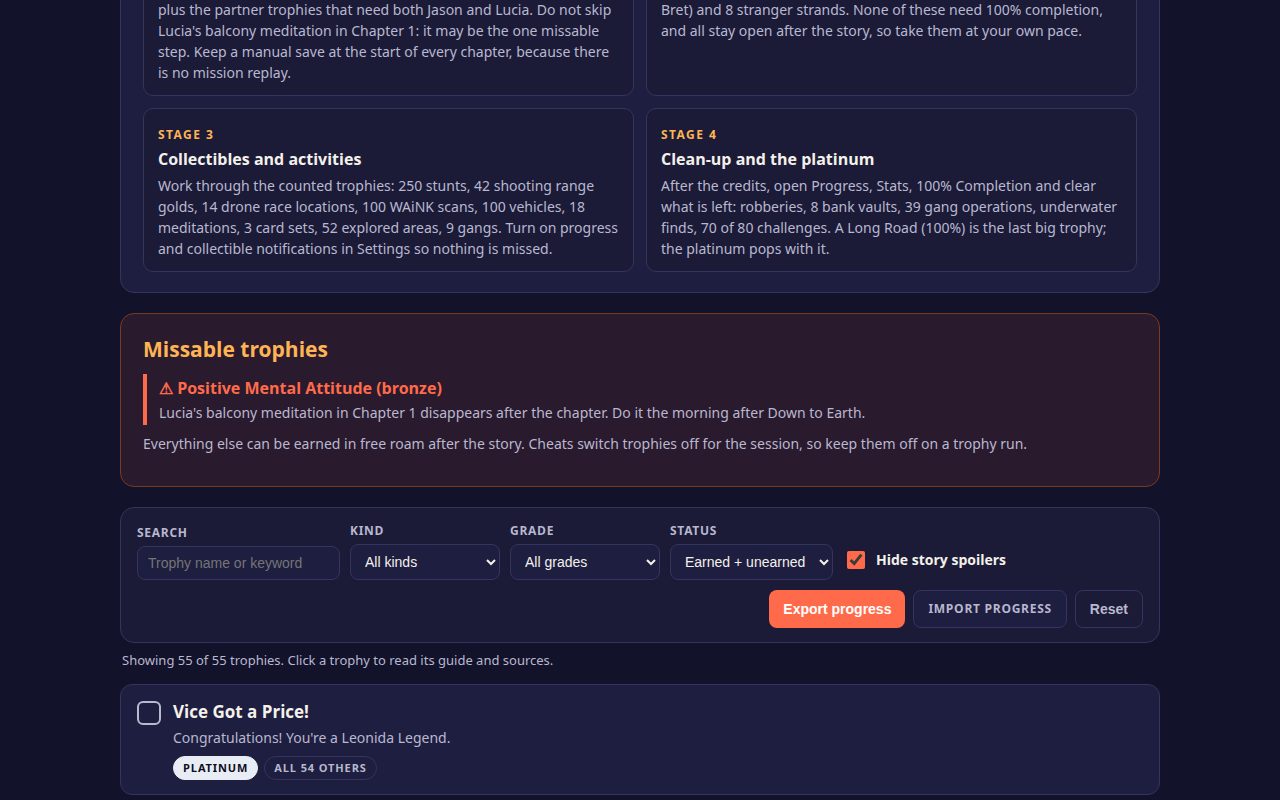 plus the partner trophies that need both Jason and Lucia. Do not skip
Lucia's balcony meditation in Chapter 1: it may be the one missable
step. Keep a manual save at the start of every chapter, because there
is no mission replay.
Bret) and 8 stranger strands. None of these need 100% completion,
and all stay open after the story, so take them at your own pace.
STAGE 3
Collectibles and activities
Work through the counted trophies: 250 stunts, 42 shooting range
golds, 14 drone race locations, 100 WAiNK scans, 100 vehicles, 18
meditations, 3 card sets, 52 explored areas, 9 gangs. Turn on progress
and collectible notifications in Settings so nothing is missed.
STAGE 4
Clean-up and the platinum
After the credits, open Progress, Stats, 100% Completion and clear
what is left: robberies, 8 bank vaults, 39 gang operations, underwater
finds, 70 of 80 challenges. A Long Road (100%) is the last big trophy;
the platinum pops with it.
Missable trophies
⚠ Positive Mental Attitude (bronze)
Lucia's balcony meditation in Chapter 1 disappears after the chapter. Do it the morning after Down to Earth.
Everything else can be earned in free roam after the story. Cheats switch trophies off for the session, so keep them off on a trophy run.
SEARCH
Trophy name or keyword
KIND
All kinds
GRADE
All grades
STATUS
Earned + unearned
Hide story spoilers
Export progress
IMPORT PROGRESS
Reset
Showing 55 of 55 trophies. Click a trophy to read its guide and sources.
Vice Got a Price!
Congratulations! You're a Leonida Legend.
PLATINUM
ALL 54 OTHERS